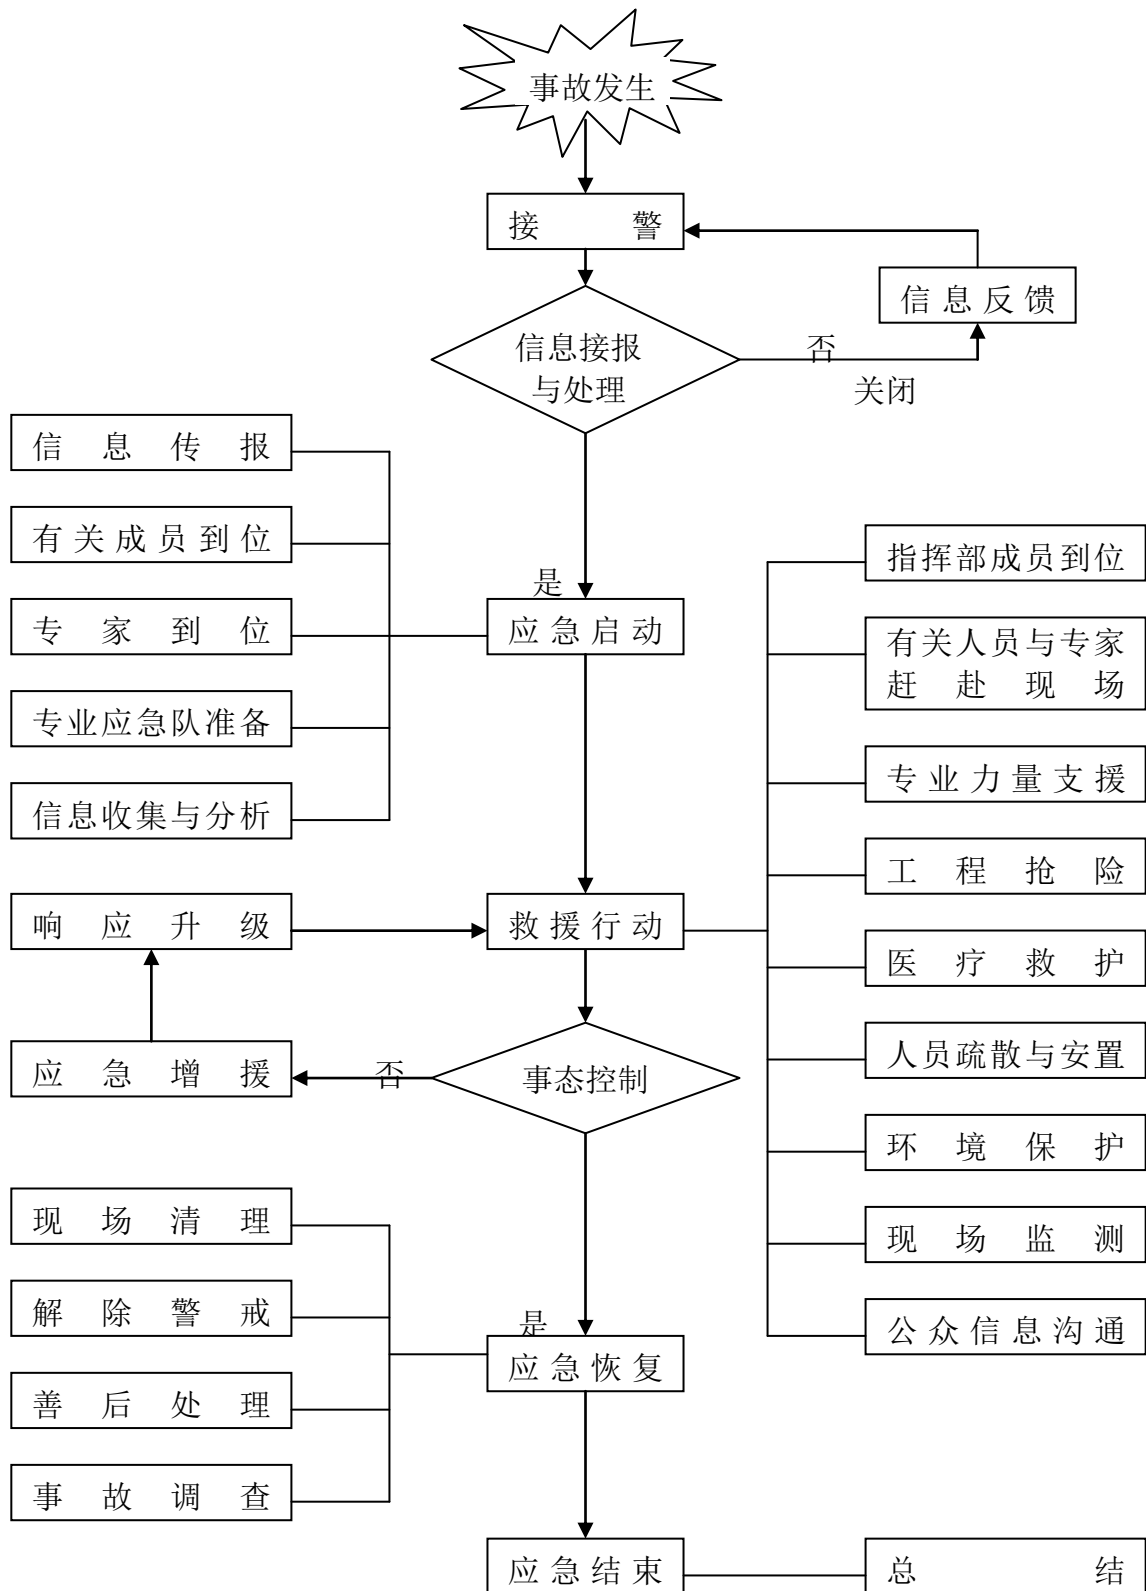 事故发生
接警
信息反馈
信息接报
与处理
否
关闭
信息传报
有关成员到位
专家到位
专业应急队准备
信息收集与分析
是
应急启动
指挥部成员到位
有关人员与专家
赶赴现场
专业力量支援
工程抢险
医疗救护
人员疏散与安置
环境保护
现场监测
公众信息沟通
响应升级
救援行动
应急增援
否
事态控制
现场清理
解除警戒
善后处理
事故调查
是
应急恢复
应急结束
总结